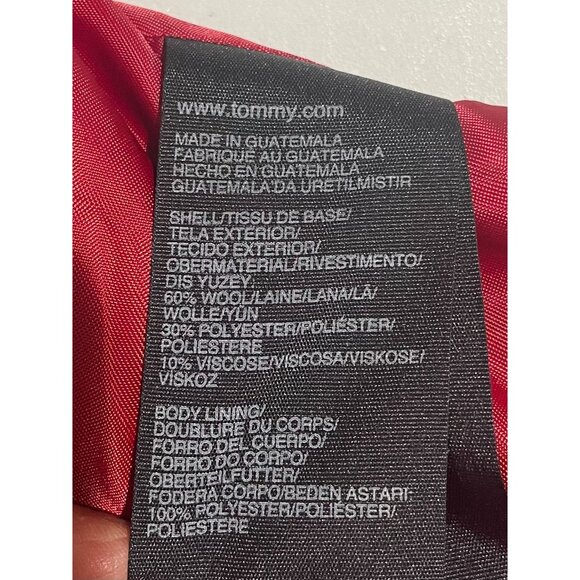 www.tommy.com
MADE IN GUATEMALA
FABRIQUE AU GUATEMALA
HECHO EN GUATEMALA
GUATEMALA DA URETILMISTIR
SHELL/TISSU DE BASE/
TELA EXTERIOR/
TECIDO EXTERIOR/
OBERMATERIAL/RIVESTIMENTO/
DIS YUZEY
60% WOOL/LAINE/LANA/LÃ/
WOLLE/YÜN
30% POLYESTER/POLIÉSTER/
POLIESTERE
10% VISCOSE/VISCOSA/VISKOSE/
VİSKOZ
BODY LINING/
DOUBLURE DU CORPS/
FORRO DEL CUERPO/
FORRO DO CORPO/
OBERTEILFUTTER/
FODERA CORPO/BEDEN ASTARI
100% POLYESTER/POLIÉSTER/
POLIESTERE